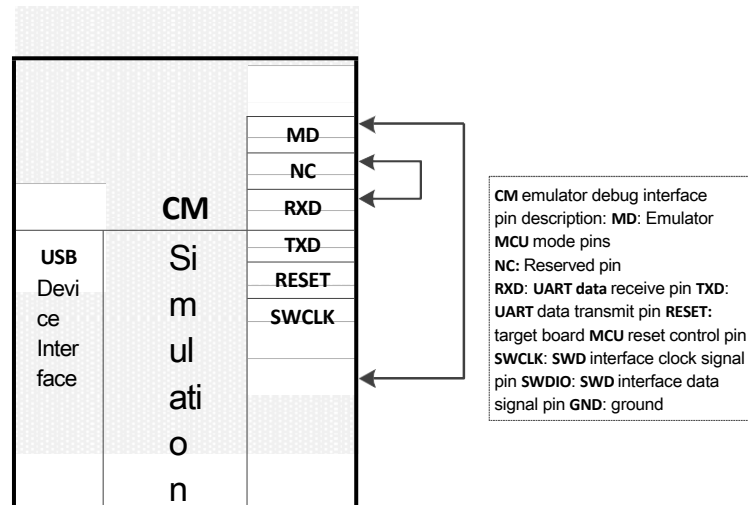 MD
NC
CM
RXD
USB
Devi
ce
Inter
face
Si
m
ul
ati
o
n
TXD
RESET
SWCLK
CM emulator debug interface
pin description: MD: Emulator
MCU mode pins
NC: Reserved pin
RXD: UART data receive pin TXD:
UART data transmit pin RESET:
target board MCU reset control pin
SWCLK: SWD interface clock signal
pin SWDIO: SWD interface data
signal pin GND: ground